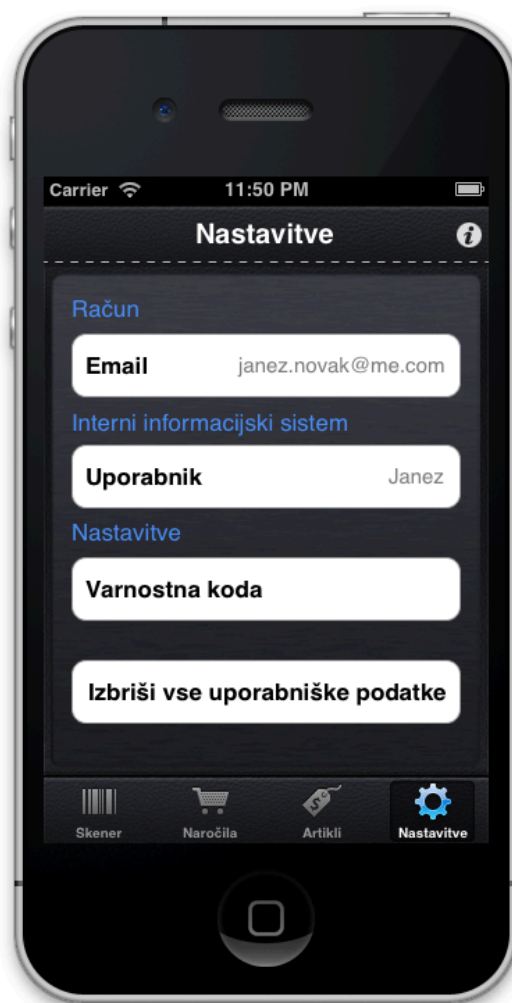 Carrier 11:50 PM
Nastavitve
Račun
Email janez.novak@me.com
Interni informacijski sistem
Uporabnik Janez
Nastavitve
Varnostna koda
Izbriši vse uporabniške podatke
Skener Naročila Artikli Nastavitve